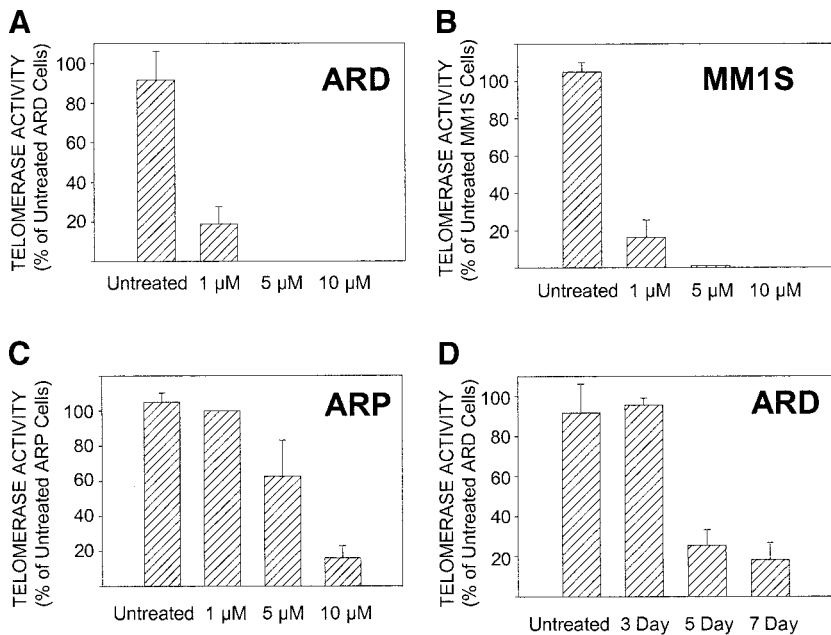 A
TELOMERASE ACTIVITY
(% of Untreated ARD Cells)
100
80
60
40
20
ARD
Untreated 1 µM 5 µM 10 µM
B
TELOMERASE ACTIVITY
(% of Untreated MM1S Cells)
100
80
60
40
20
MM1S
Untreated 1 µM 5 µM 10 µM
C
TELOMERASE ACTIVITY
(% of Untreated ARP Cells)
100
80
60
40
20
ARP
Untreated 1 µM 5 µM 10 µM
D
TELOMERASE ACTIVITY
(% of Untreated ARD Cells)
100
80
60
40
20
ARD
Untreated 3 Day 5 Day 7 Day